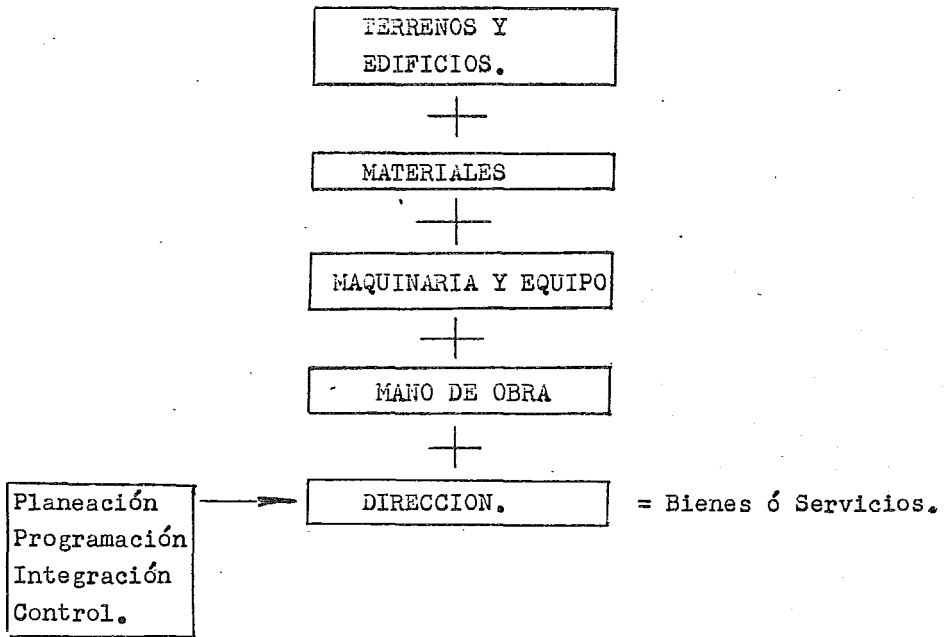 TERRENOS Y
EDIFICIOS.
+
MATERIALES
+
MAQUINARIA Y EQUIPO
+
MANO DE OBRA
+
Planeación
Programación
Integración
Control.
DIRECCION.
= Bienes ó Servicios.